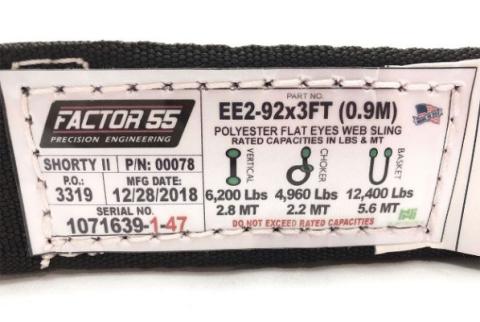 FACTOR 55
PRECISION ENGINEERING
SHORTY II P/N: 00078
P.O.: MFG DATE:
3319 12/28/2018
SERIAL NO.
1071639-1-47
PART NO.
EE2-92x3FT (0.9M)
POLYESTER FLAT EYES WEB SLING
RATED CAPACITIES IN LBS & MT
VERTICAL CHOKER BASKET
6,200 Lbs 4,960 Lbs 12,400 Lbs
2.8 MT 2.2 MT 5.6 MT
DO NOT EXCEED RATED CAPACITIES